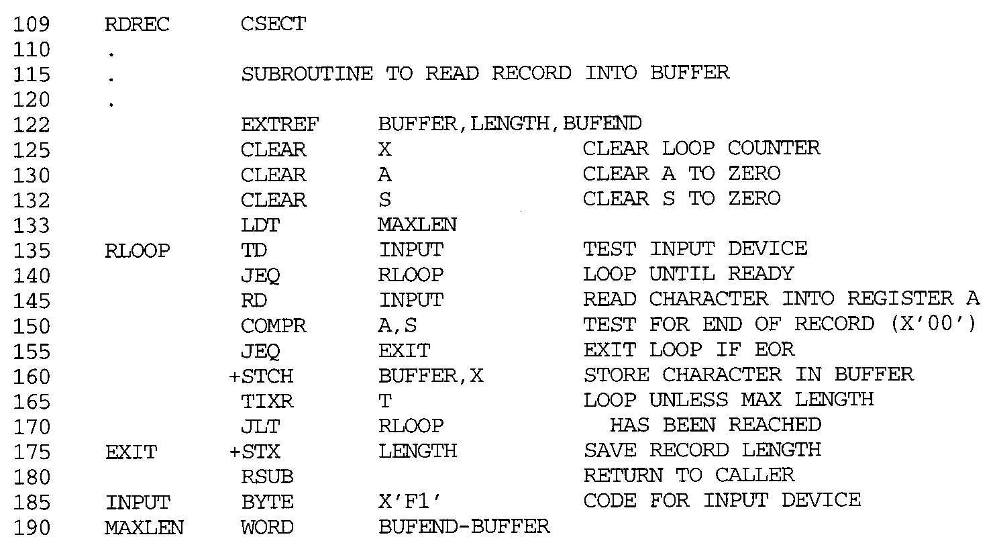 109 RDREC CSECT
110 .
115 . SUBROUTINE TO READ RECORD INTO BUFFER
120 .
122 EXTREF BUFFER,LENGTH,BUFEND
125 CLEAR X CLEAR LOOP COUNTER
130 CLEAR A CLEAR A TO ZERO
132 CLEAR S CLEAR S TO ZERO
133 LDT MAXLEN
135 RLOOP TD INPUT TEST INPUT DEVICE
140 JEQ RLOOP LOOP UNTIL READY
145 RD INPUT READ CHARACTER INTO REGISTER A
150 COMPR A,S TEST FOR END OF RECORD (X'00')
155 JEQ EXIT EXIT LOOP IF EOR
160 +STCH BUFFER,X STORE CHARACTER IN BUFFER
165 TIXR T LOOP UNLESS MAX LENGTH
170 JLT RLOOP HAS BEEN REACHED
175 EXIT +STX LENGTH SAVE RECORD LENGTH
180 RSUB RETURN TO CALLER
185 INPUT BYTE X'F1' CODE FOR INPUT DEVICE
190 MAXLEN WORD BUFEND-BUFFER